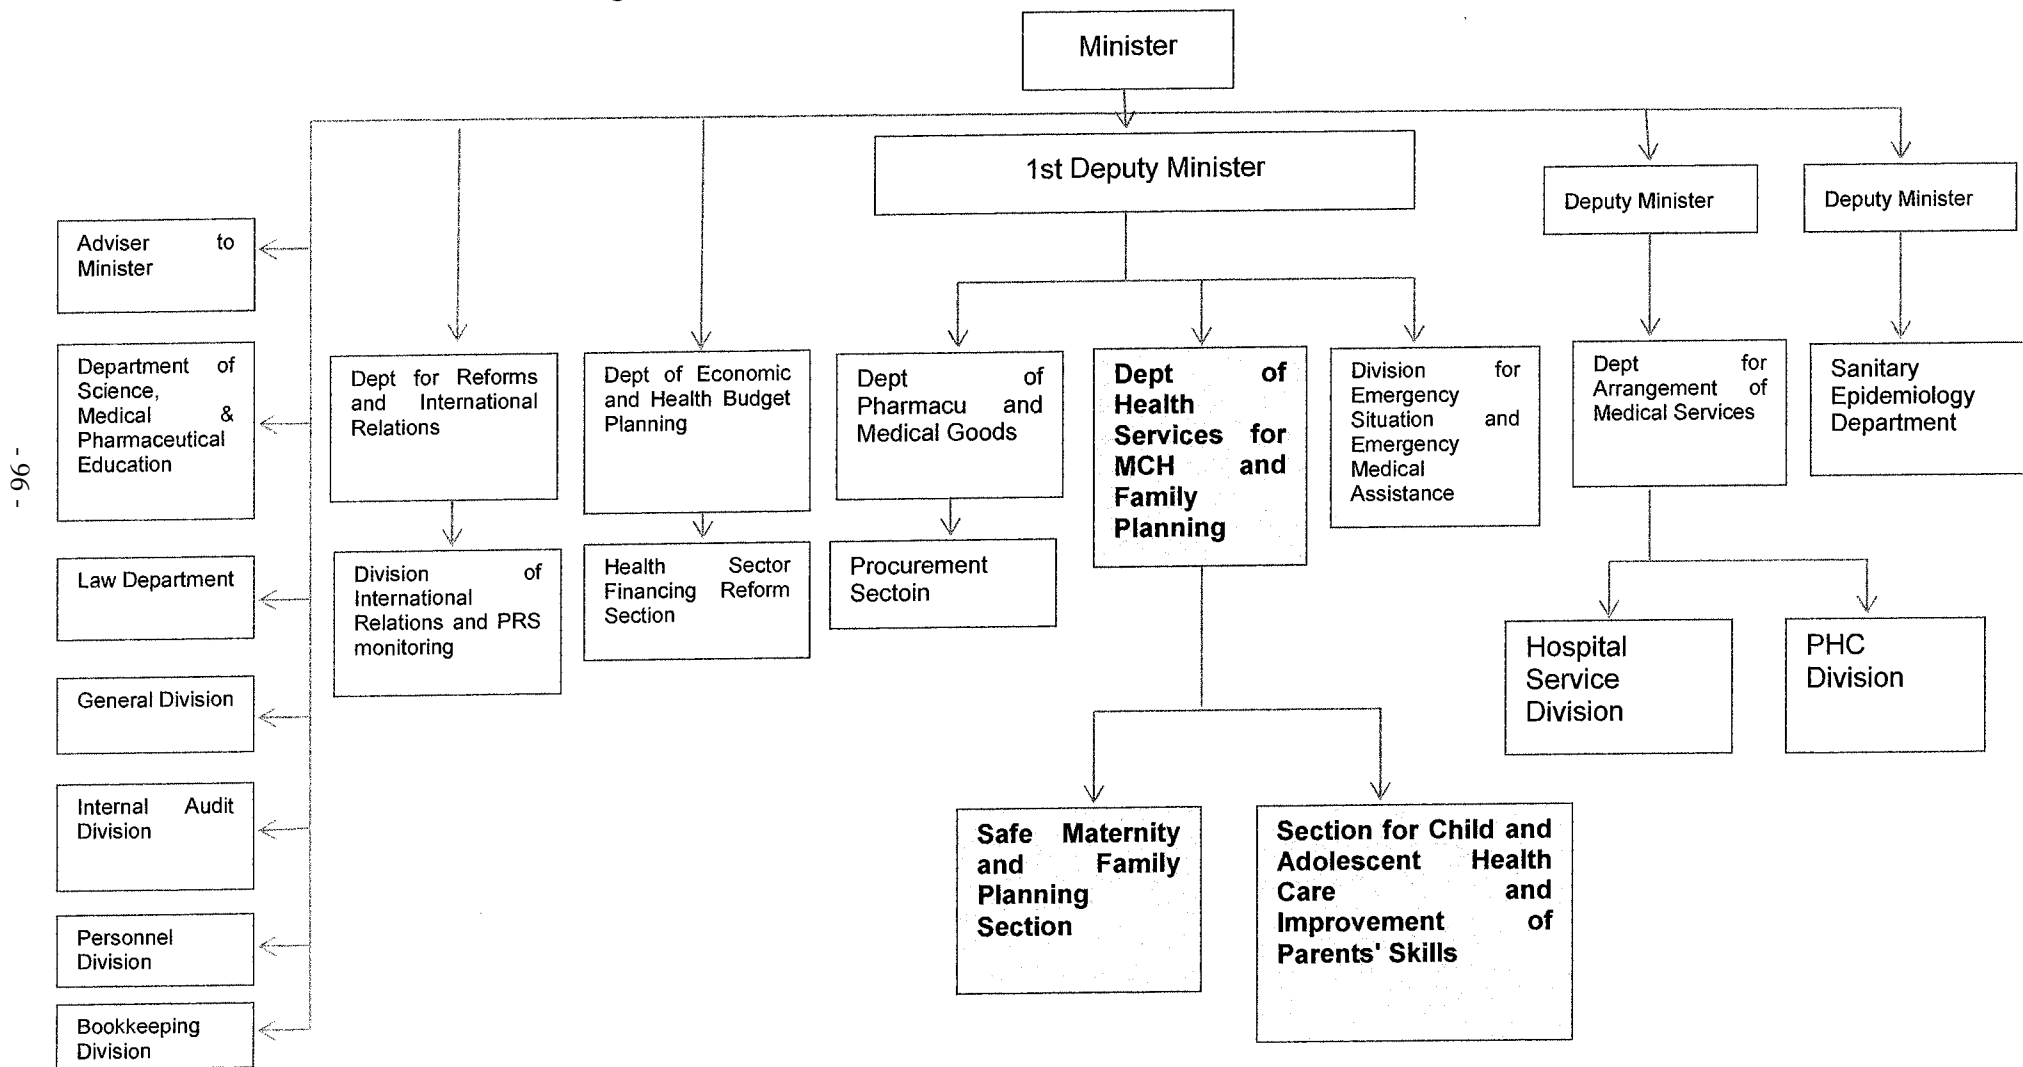 Minister
1st Deputy Minister
Deputy Minister
Deputy Minister
Adviser to
Minister
Department of
Science,
Medical &
Pharmaceutical
Education
Law Department
General Division
Internal Audit
Division
Personnel
Division
Bookkeeping
Division
Dept for Reforms
and International
Relations
Division of
International
Relations and PRS
monitoring
Dept of Economic
and Health Budget
Planning
Health Sector
Financing Reform
Section
Dept of
Pharmacu and
Medical Goods
Procurement
Sectoin
Dept of
Health
Services for
MCH and
Family
Planning
Safe Maternity
and Family
Planning
Section
Section for Child and
Adolescent Health
Care and
Improvement of
Parents' Skills
Division for
Emergency
Situation and
Emergency
Medical
Assistance
Dept for
Arrangement of
Medical Services
Hospital
Service
Division
PHC
Division
Sanitary
Epidemiology
Department
- 96 -